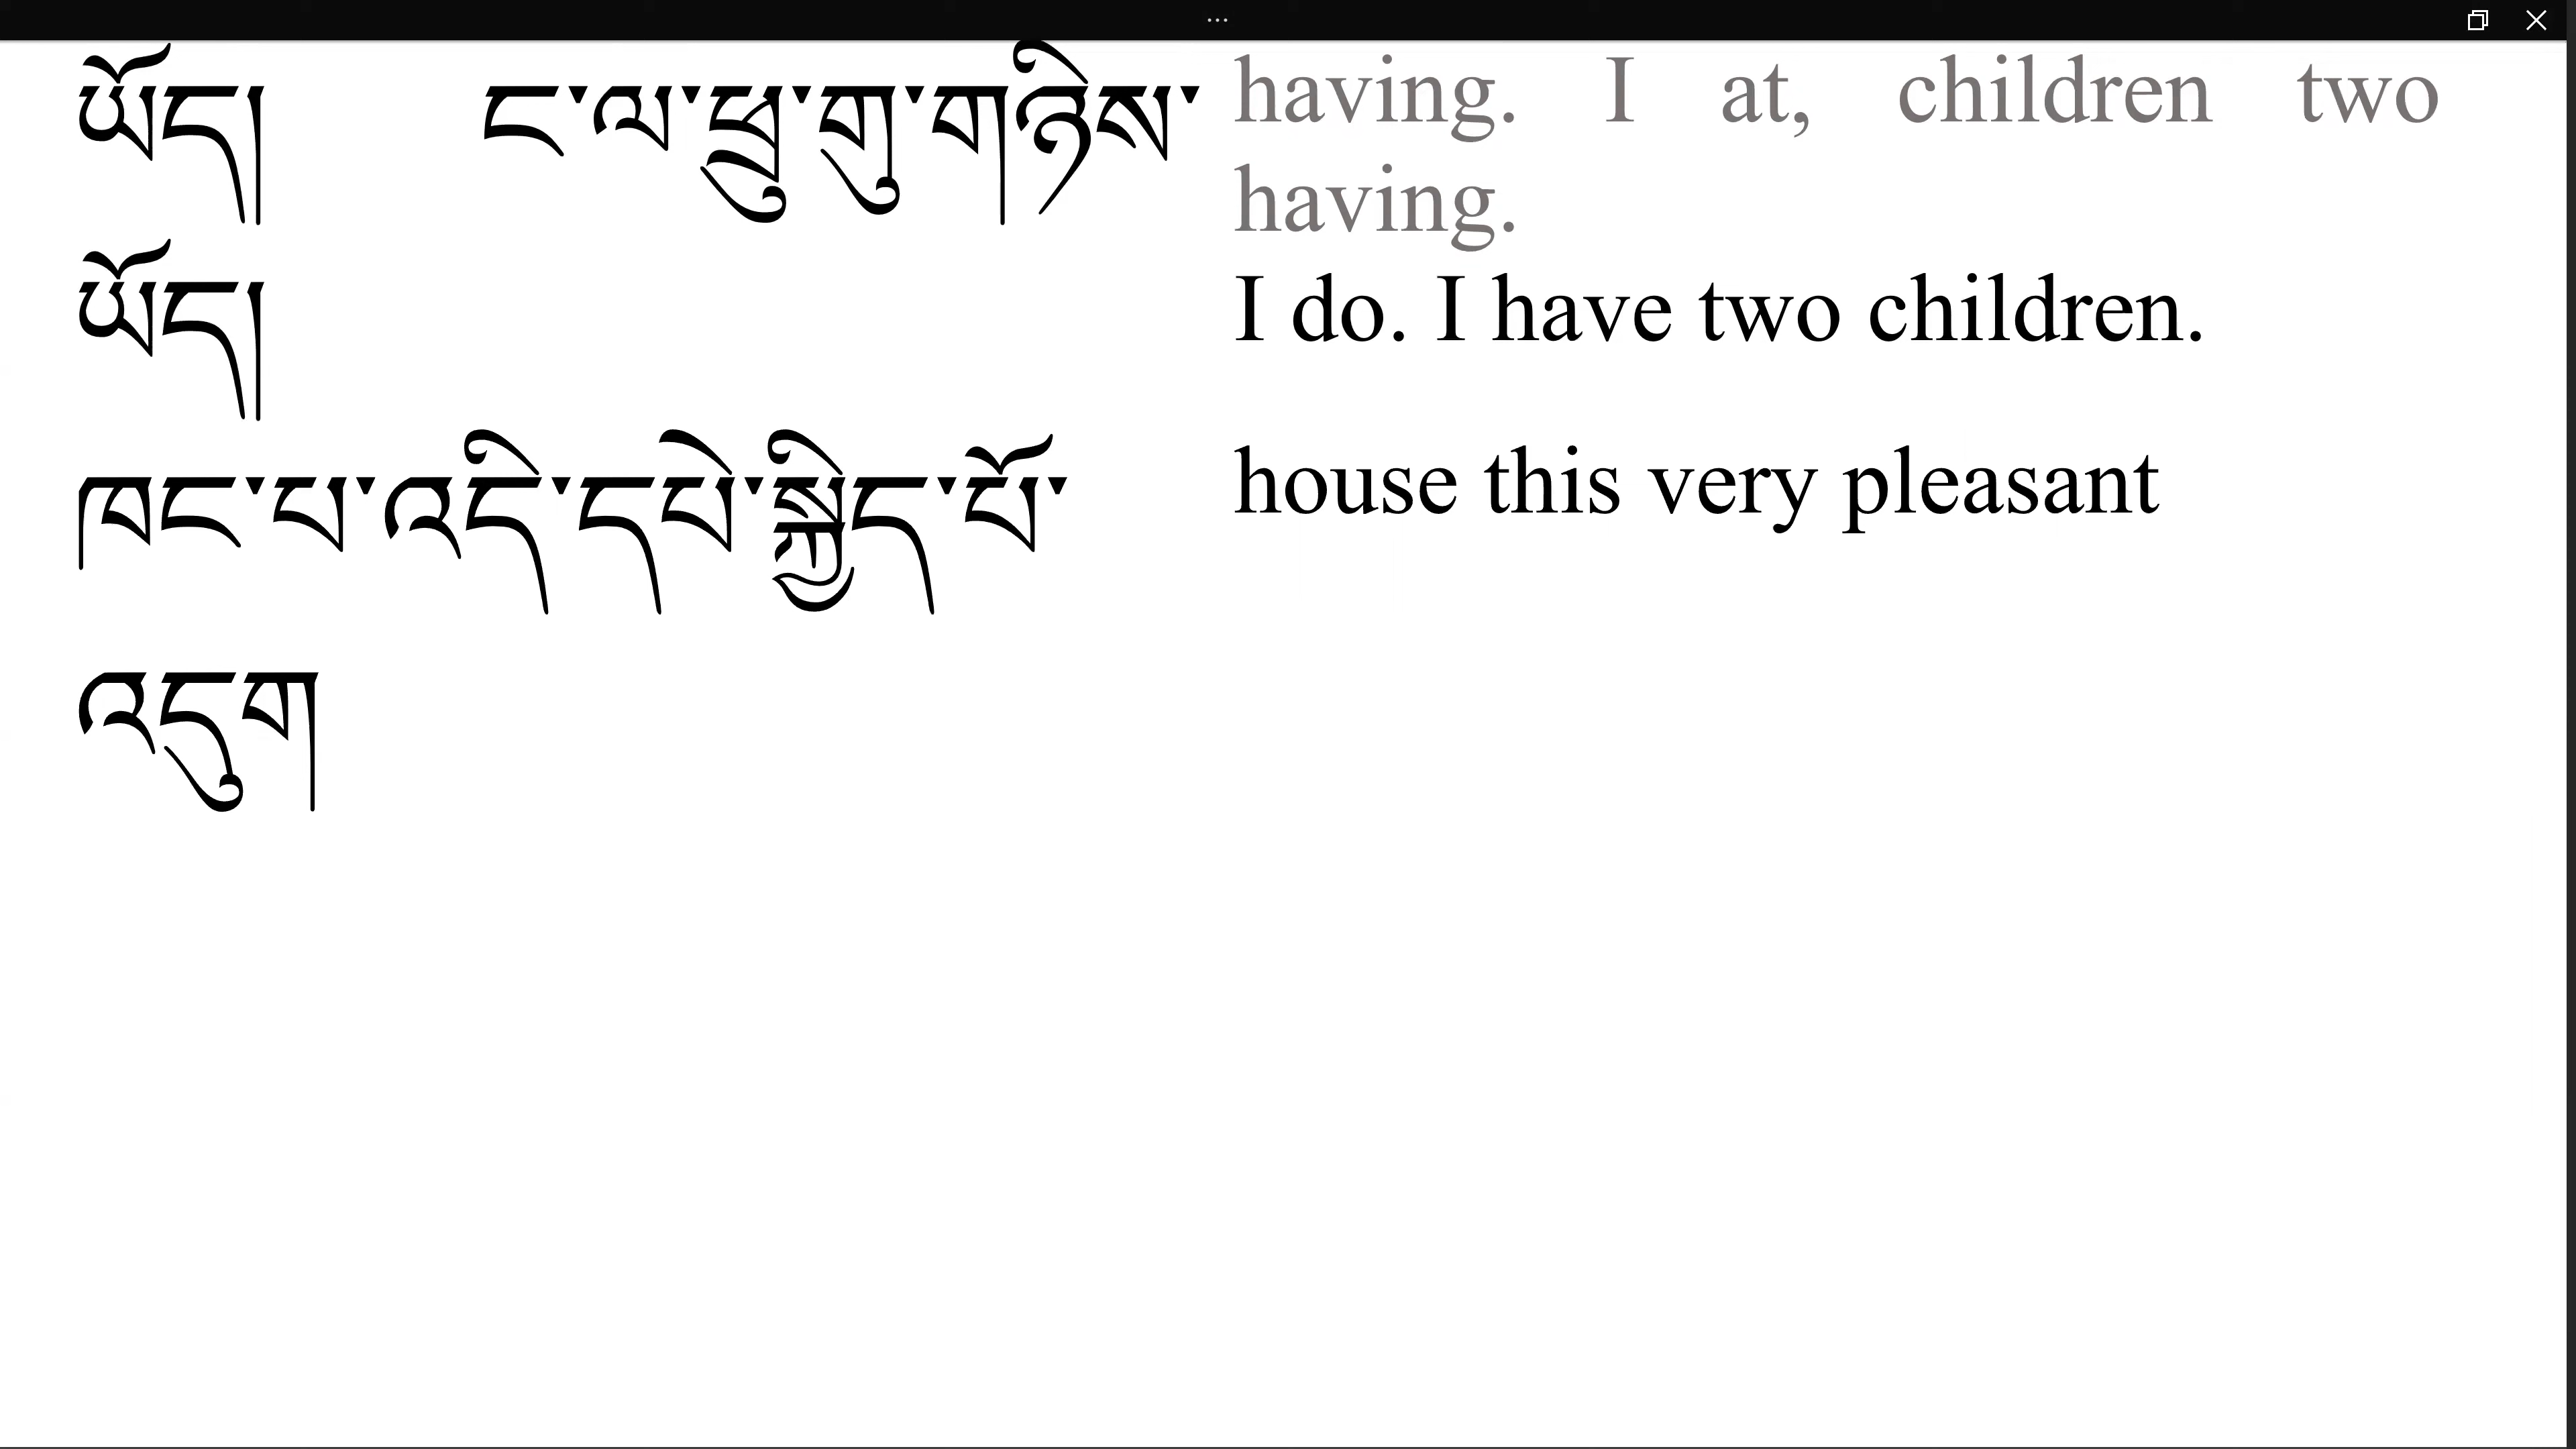 ཡོད། ང་ལ་ཕྲུ་གུ་གཉིས་
ཡོད།
ཁང་པ་འདི་དཔེ་སྐྱིད་པོ་
འདུག
having. I at, children two
having.
I do. I have two children.
house this very pleasant